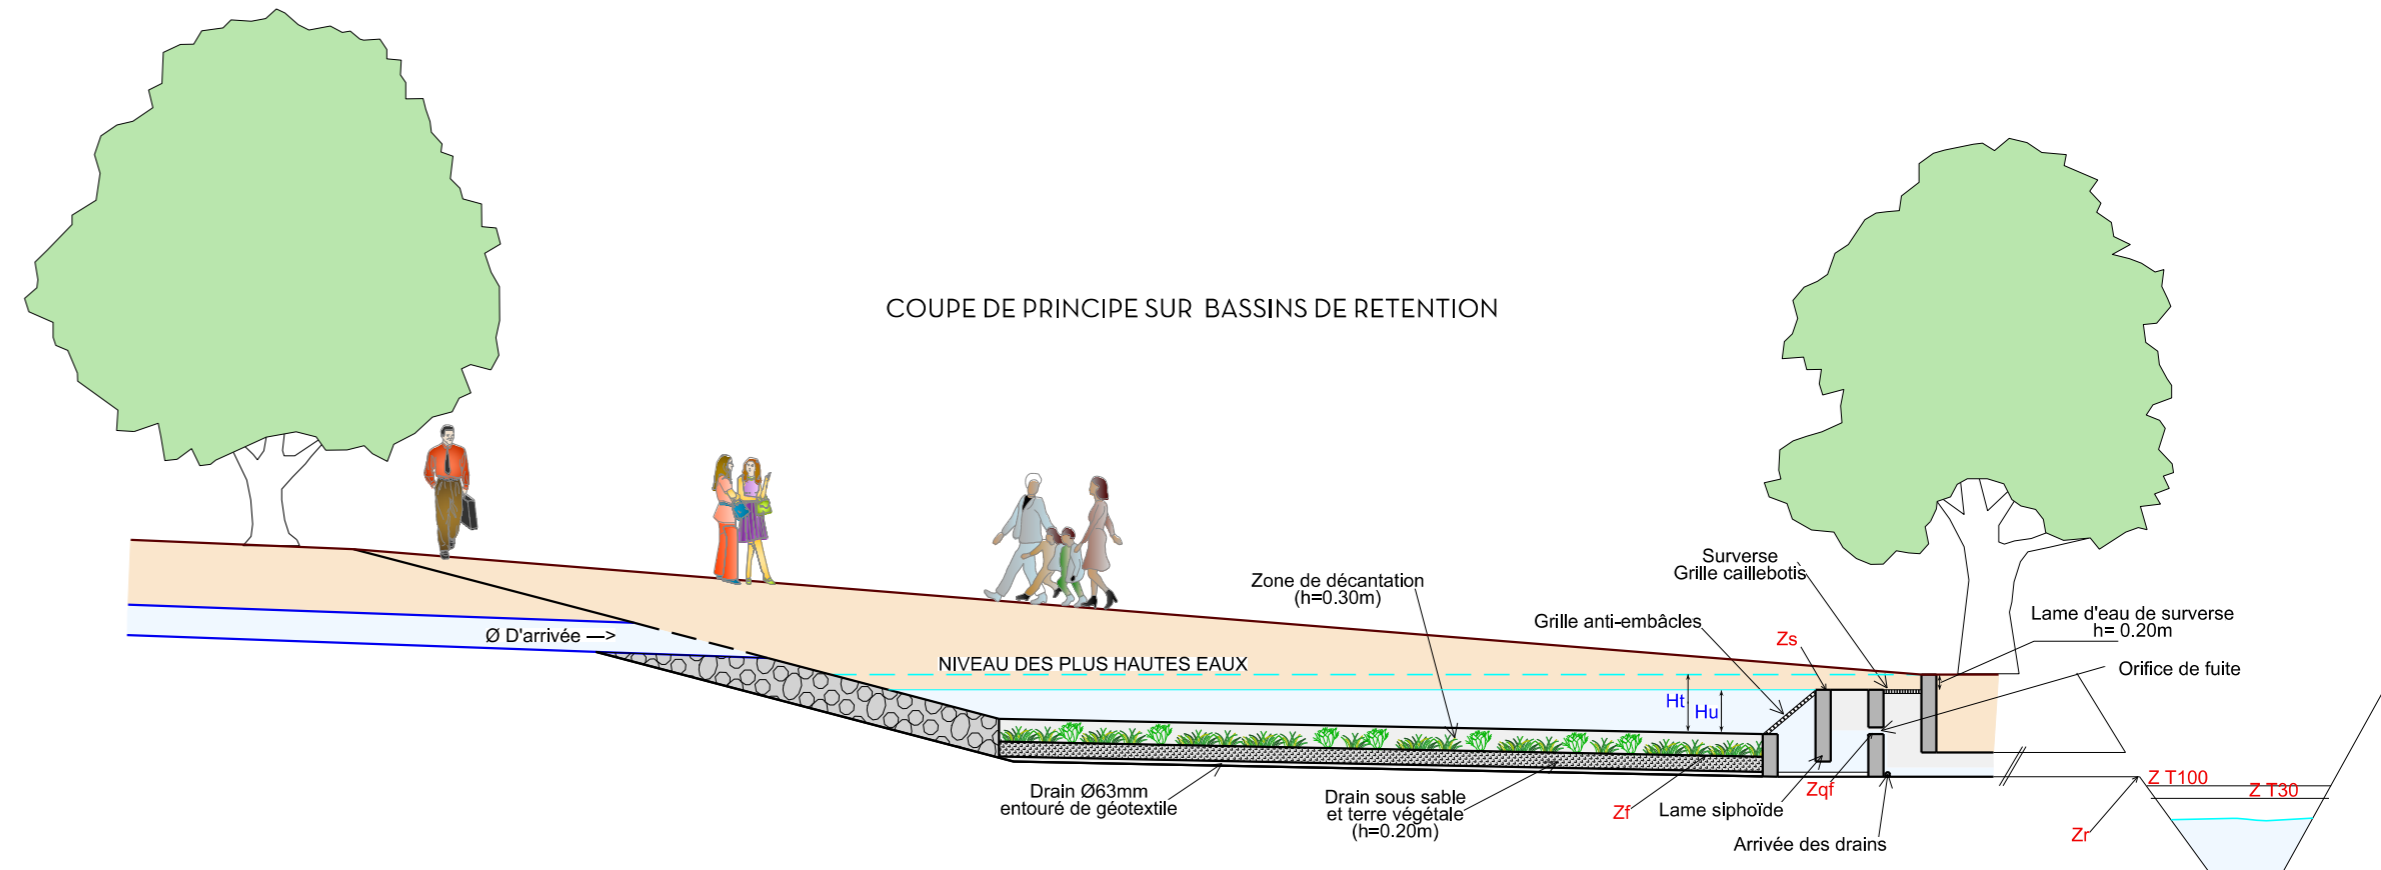 COUPE DE PRINCIPE SUR BASSINS DE RETENTION
Surverse
Grille caillebotis
Zone de décantation
(h=0.30m)
Grille anti-embâcles
Lame d'eau de surverse
h= 0.20m
Ø D'arrivée —>
Zs
NIVEAU DES PLUS HAUTES EAUX
Orifice de fuite
Ht
Hu
Drain Ø63mm
entouré de géotextile
Drain sous sable
et terre végétale
(h=0.20m)
Zf
Lame siphoïde
Zqf
Arrivée des drains
Z T100
Z T30
Zr